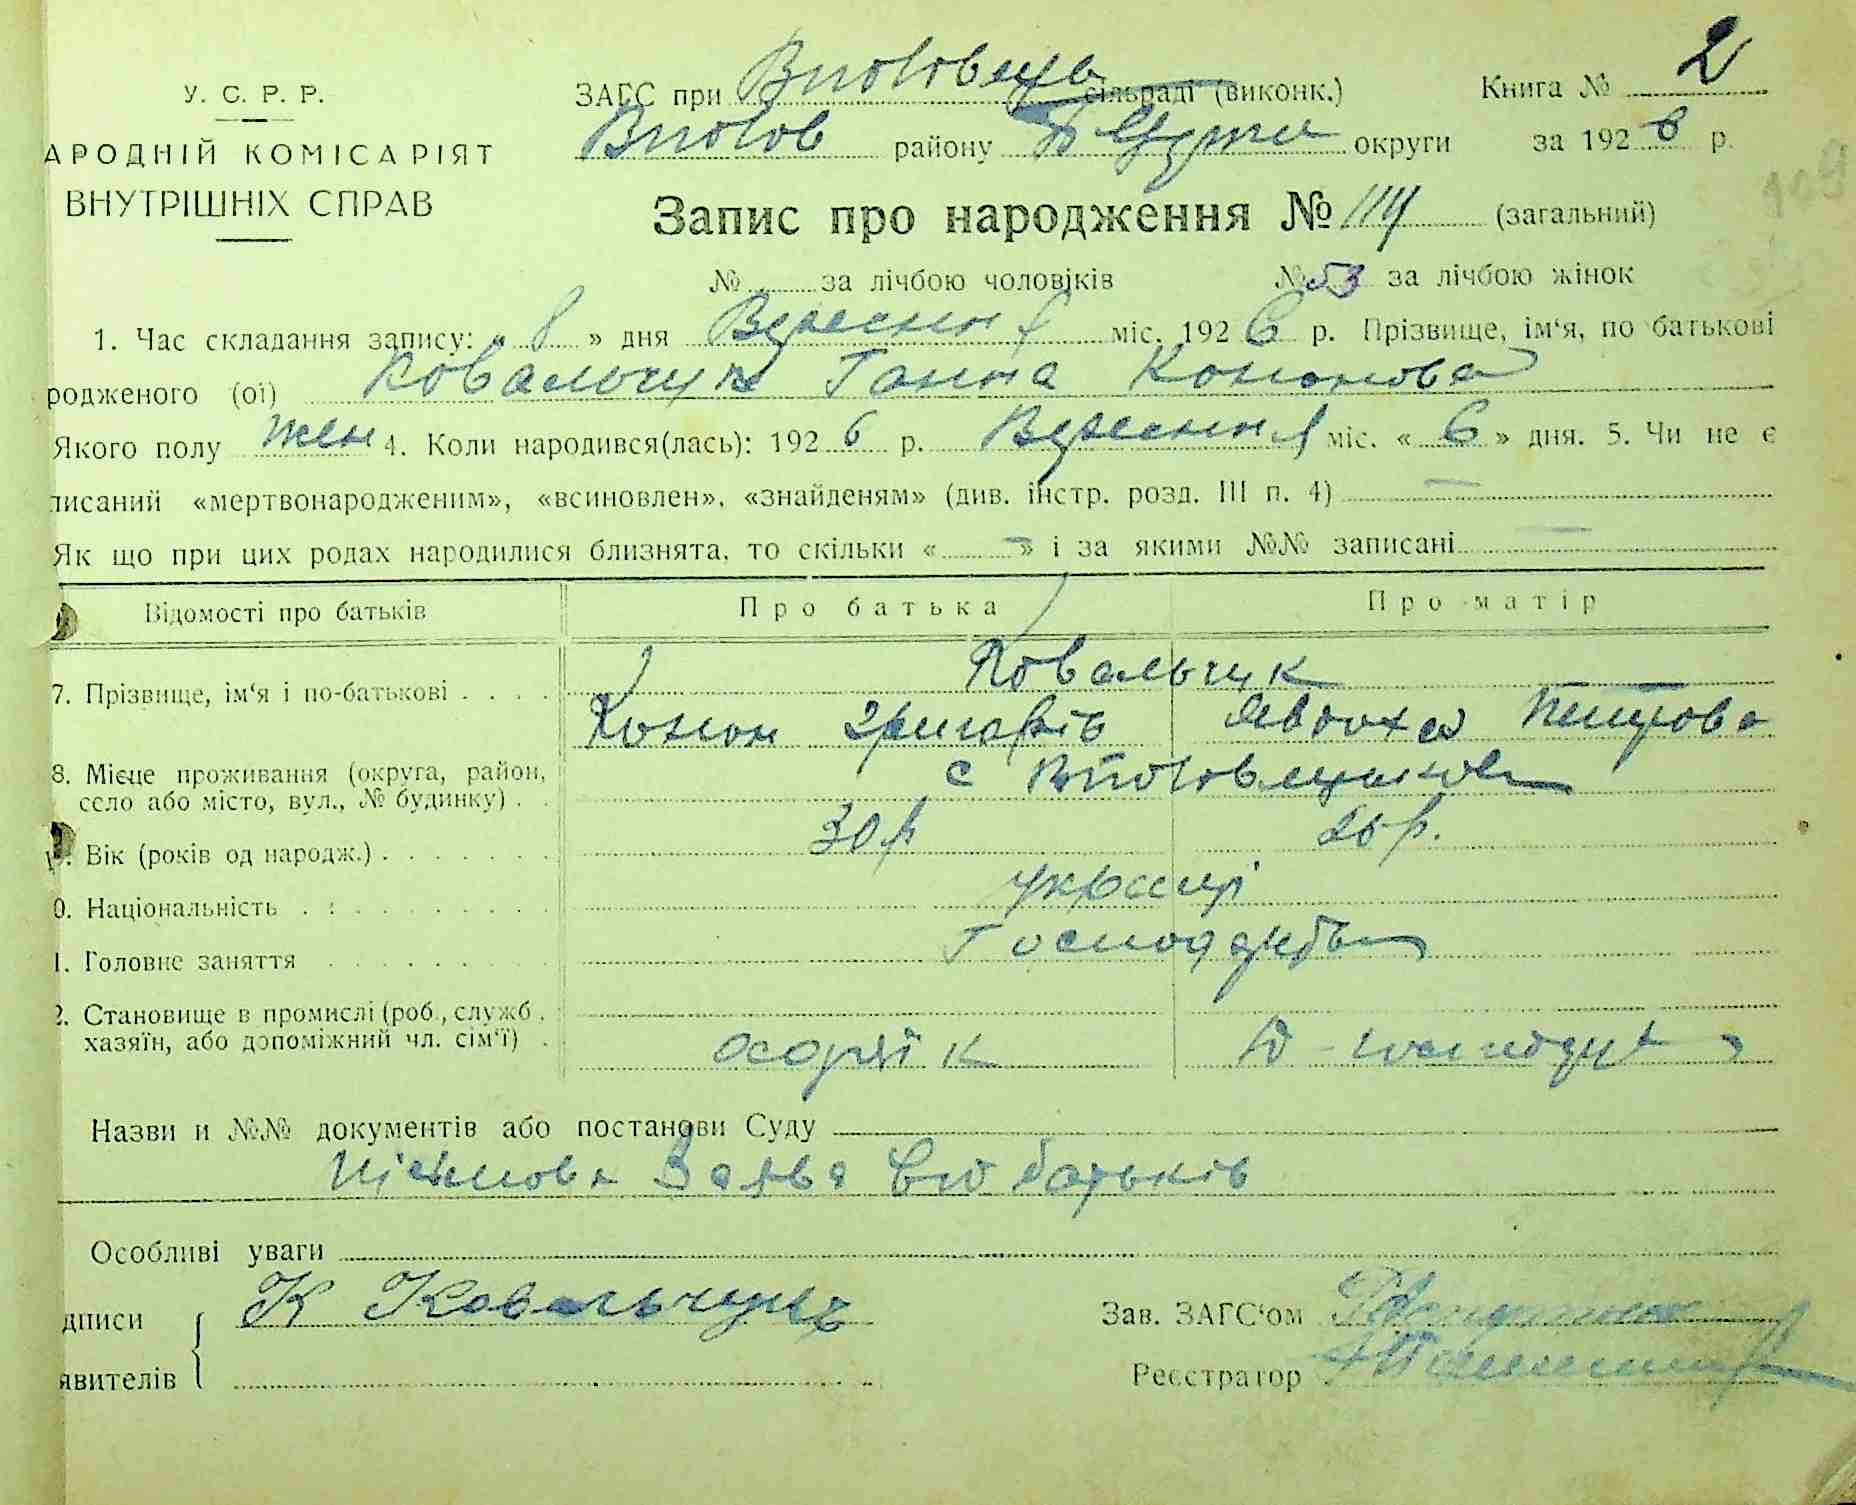 У. С. Р. Р.
АРОДНІЙ КОМІСАРІЯТ
ВНУТРІШНІХ СПРАВ
ЗАГС при сільраді (виконк.) Книга № 2
району округи за 1926 р.
Запис про народження № 114 (загальний)
№ за лічбою чоловіків № 53 за лічбою жінок
1. Час складання запису: « 8 » дня Вересня міс. 1926 р. Прізвище, ім'я, по батькові
родженого (ої) Ковальчук Ганна Кононова
Якого полу жен 4. Коли народився(лась): 1926 р. Вересня міс. « 6 » дня. 5. Чи не є
писаний «мертвонародженим», «всиновлен», «знайденям» (див. інстр. розд. III п. 4) —
Як що при цих родах народилися близнята, то скільки « — » і за якими №№ записані —
Відомості про батьків Про батька Про матір
7. Прізвище, ім'я і по-батькові Ковальчук
Конон Григорів Явдоха Петрова
8. Місце проживання (округа, район, село або місто, вул., № будинку) с
Вік (років од народж.) 30 р 25 р.
0. Національність українці
1. Головне заняття
2. Становище в промислі (роб., служб., хазяїн, або допоміжний чл. сім'ї)
Назви и №№ документів або постанови Суду
Заява від батьків
Особливі уваги
дписи К Ковальчукъ Зав. ЗАГС'ом
явителів Реєстратор